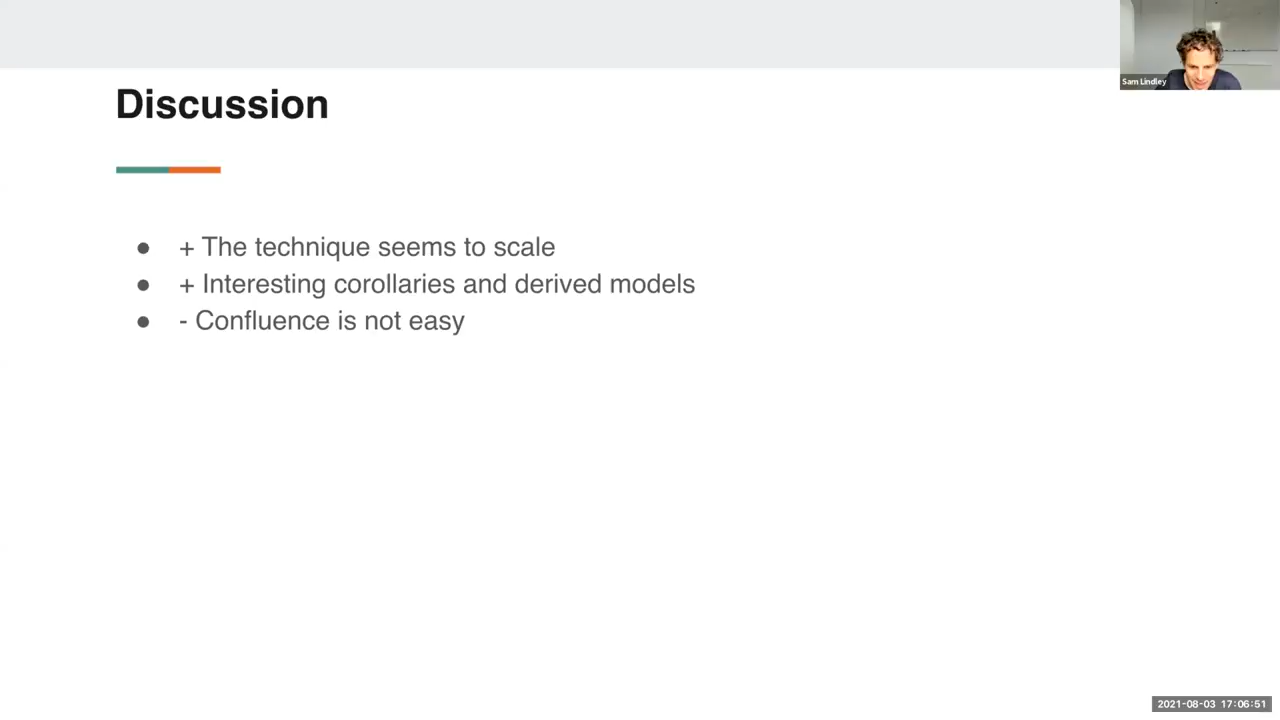 Sam Lindley
Discussion
● + The technique seems to scale
● + Interesting corollaries and derived models
● - Confluence is not easy
2021-08-03 17:06:51